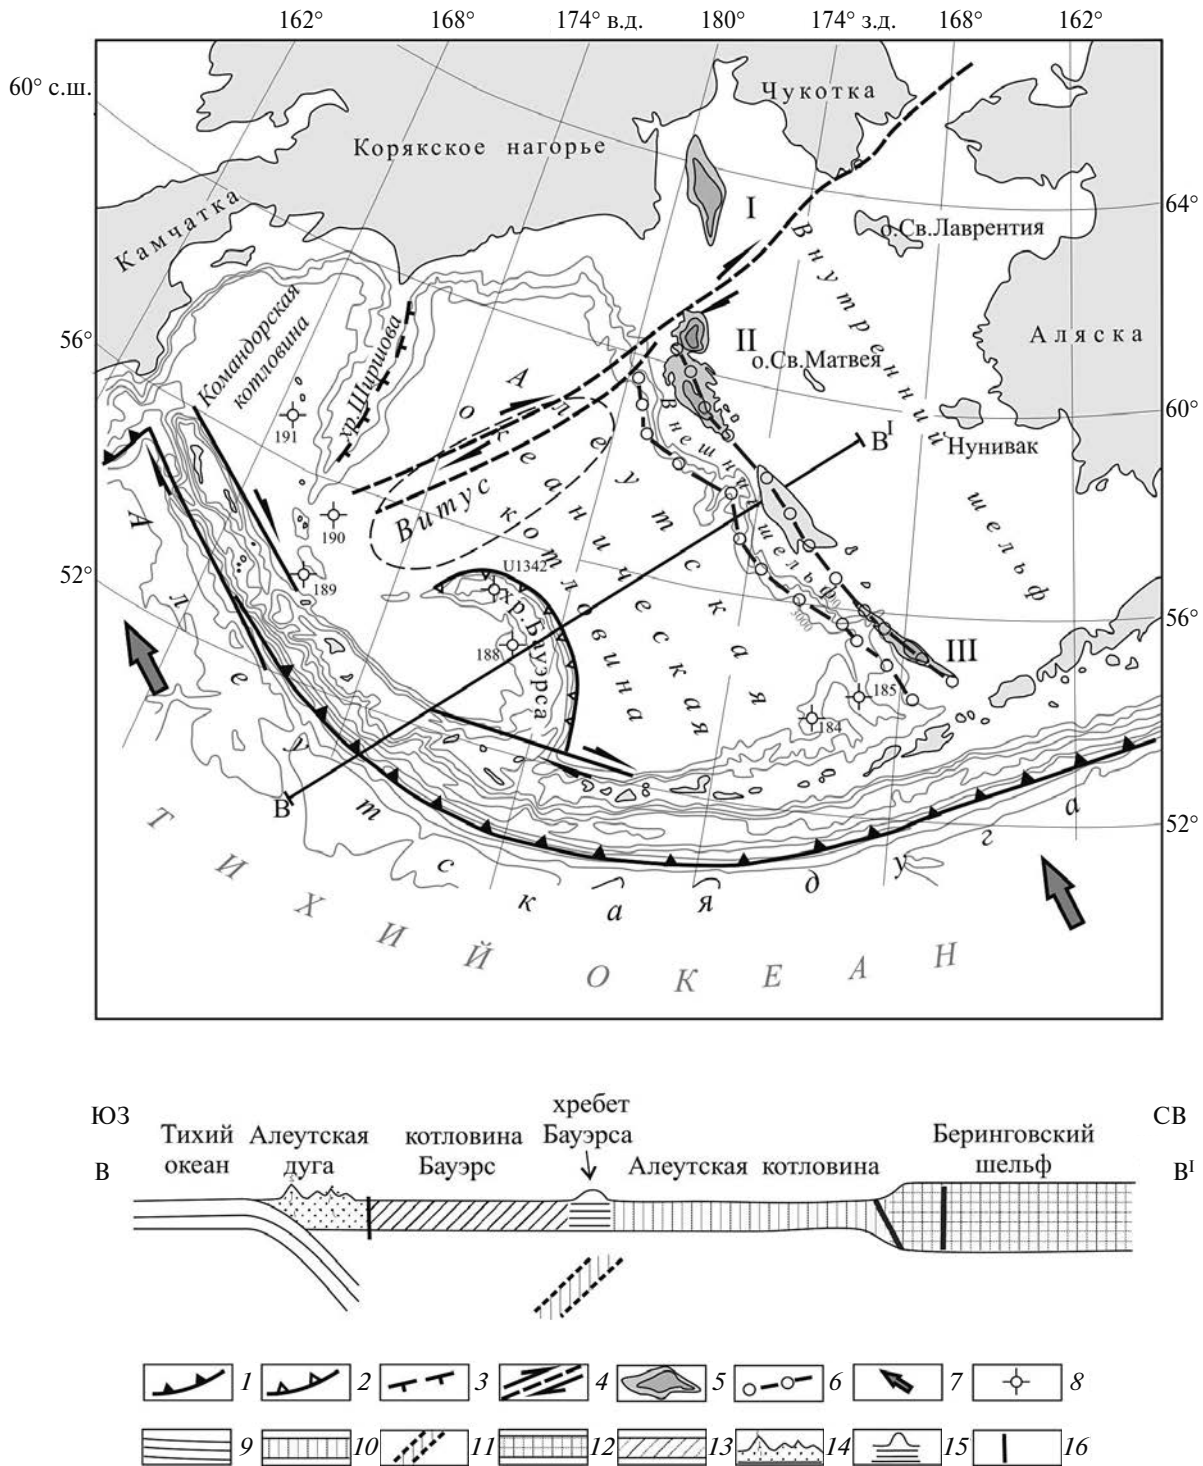 162°
168°
174° в.д.
180°
174° з.д.
168°
162°
60° с.ш.
Чукотка
Корякское нагорье
Камчатка
I
64°
о.Св.Лаврентия
Внутренний шельф
Командорская
котловина
хр.Ширшова
56°
II
о.Св.Матвея
Аляска
60°
Нунивак
Внешний шельф
191
190
189
Алеутская
океаническая
котловина
Витус
B
I
52°
U1342
хр.Бауэрса
188
3000
56°
III
185
184
B
Алеутская дуга
52°
ТИХИЙ ОКЕАН
ЮЗ
СВ
хребет
Бауэрса
Тихий
океан
Алеутская
дуга
котловина
Бауэрс
Алеутская котловина
Беринговский
шельф
B
B I
1
2
3
4
5
6
7
8
9
10
11
12
13
14
15
16